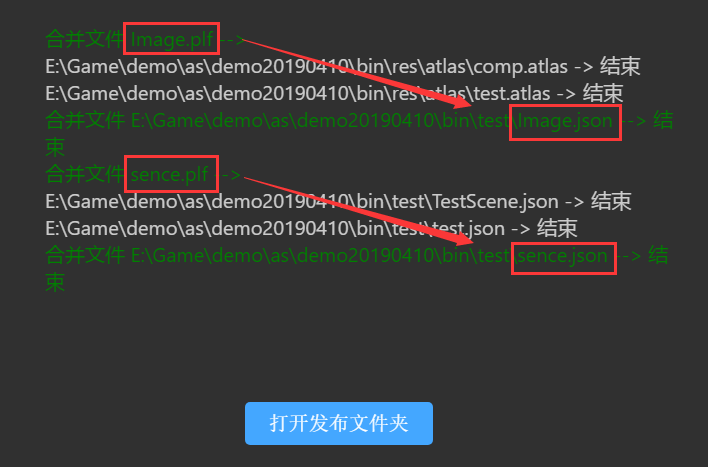 合并文件 Image.plf -->
E:\Game\demo\as\demo20190410\bin\res\atlas\comp.atlas -> 结束
E:\Game\demo\as\demo20190410\bin\res\atlas\test.atlas -> 结束
合并文件 E:\Game\demo\as\demo20190410\bin\test\Image.json --> 结
束
合并文件 sence.plf -->
E:\Game\demo\as\demo20190410\bin\test\TestScene.json -> 结束
E:\Game\demo\as\demo20190410\bin\test\test.json -> 结束
合并文件 E:\Game\demo\as\demo20190410\bin\test\sence.json --> 结
束
打开发布文件夹